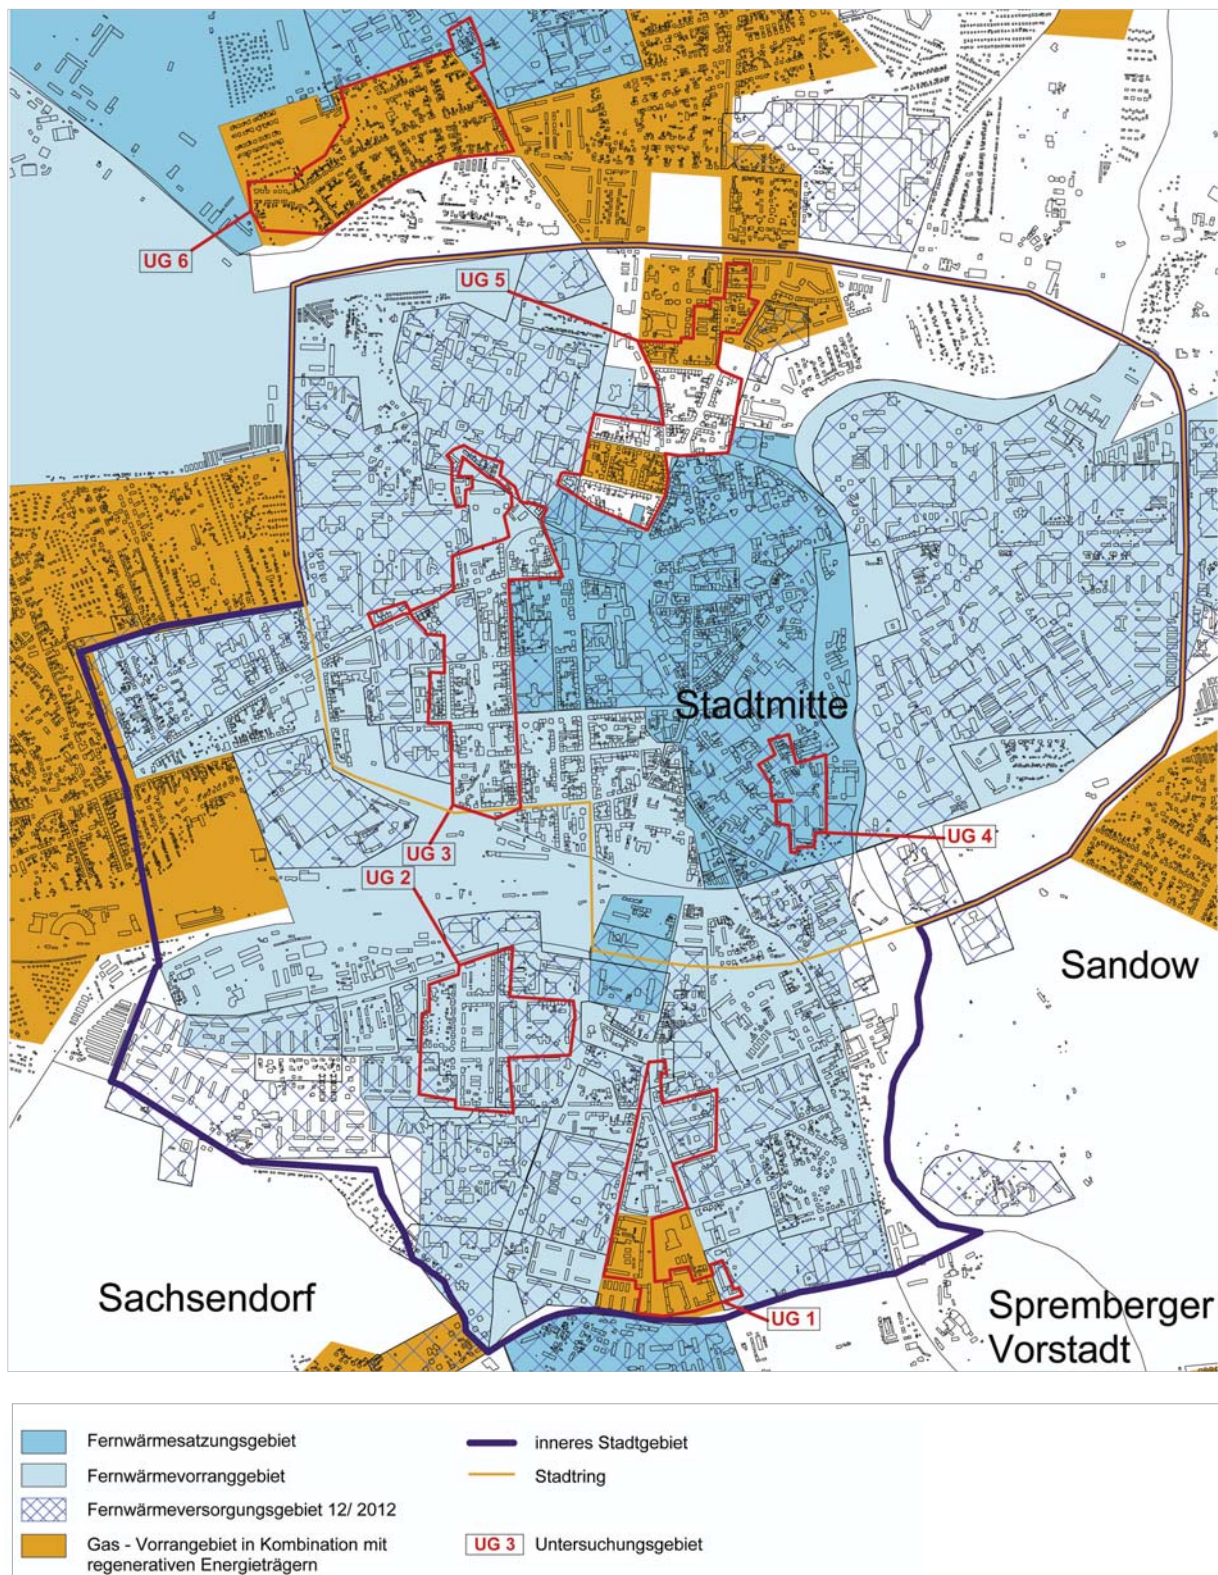 UG 6
UG 5
Stadtmitte
UG 4
UG 3
UG 2
Sandow
Sachsendorf
UG 1
Spremberger
Vorstadt
Fernwärmesatzungsgebiet
Fernwärmevorranggebiet
Fernwärmeversorgungsgebiet 12/ 2012
Gas - Vorrangebiet in Kombination mit
regenerativen Energieträgern
inneres Stadtgebiet
Stadtring
UG 3 Untersuchungsgebiet